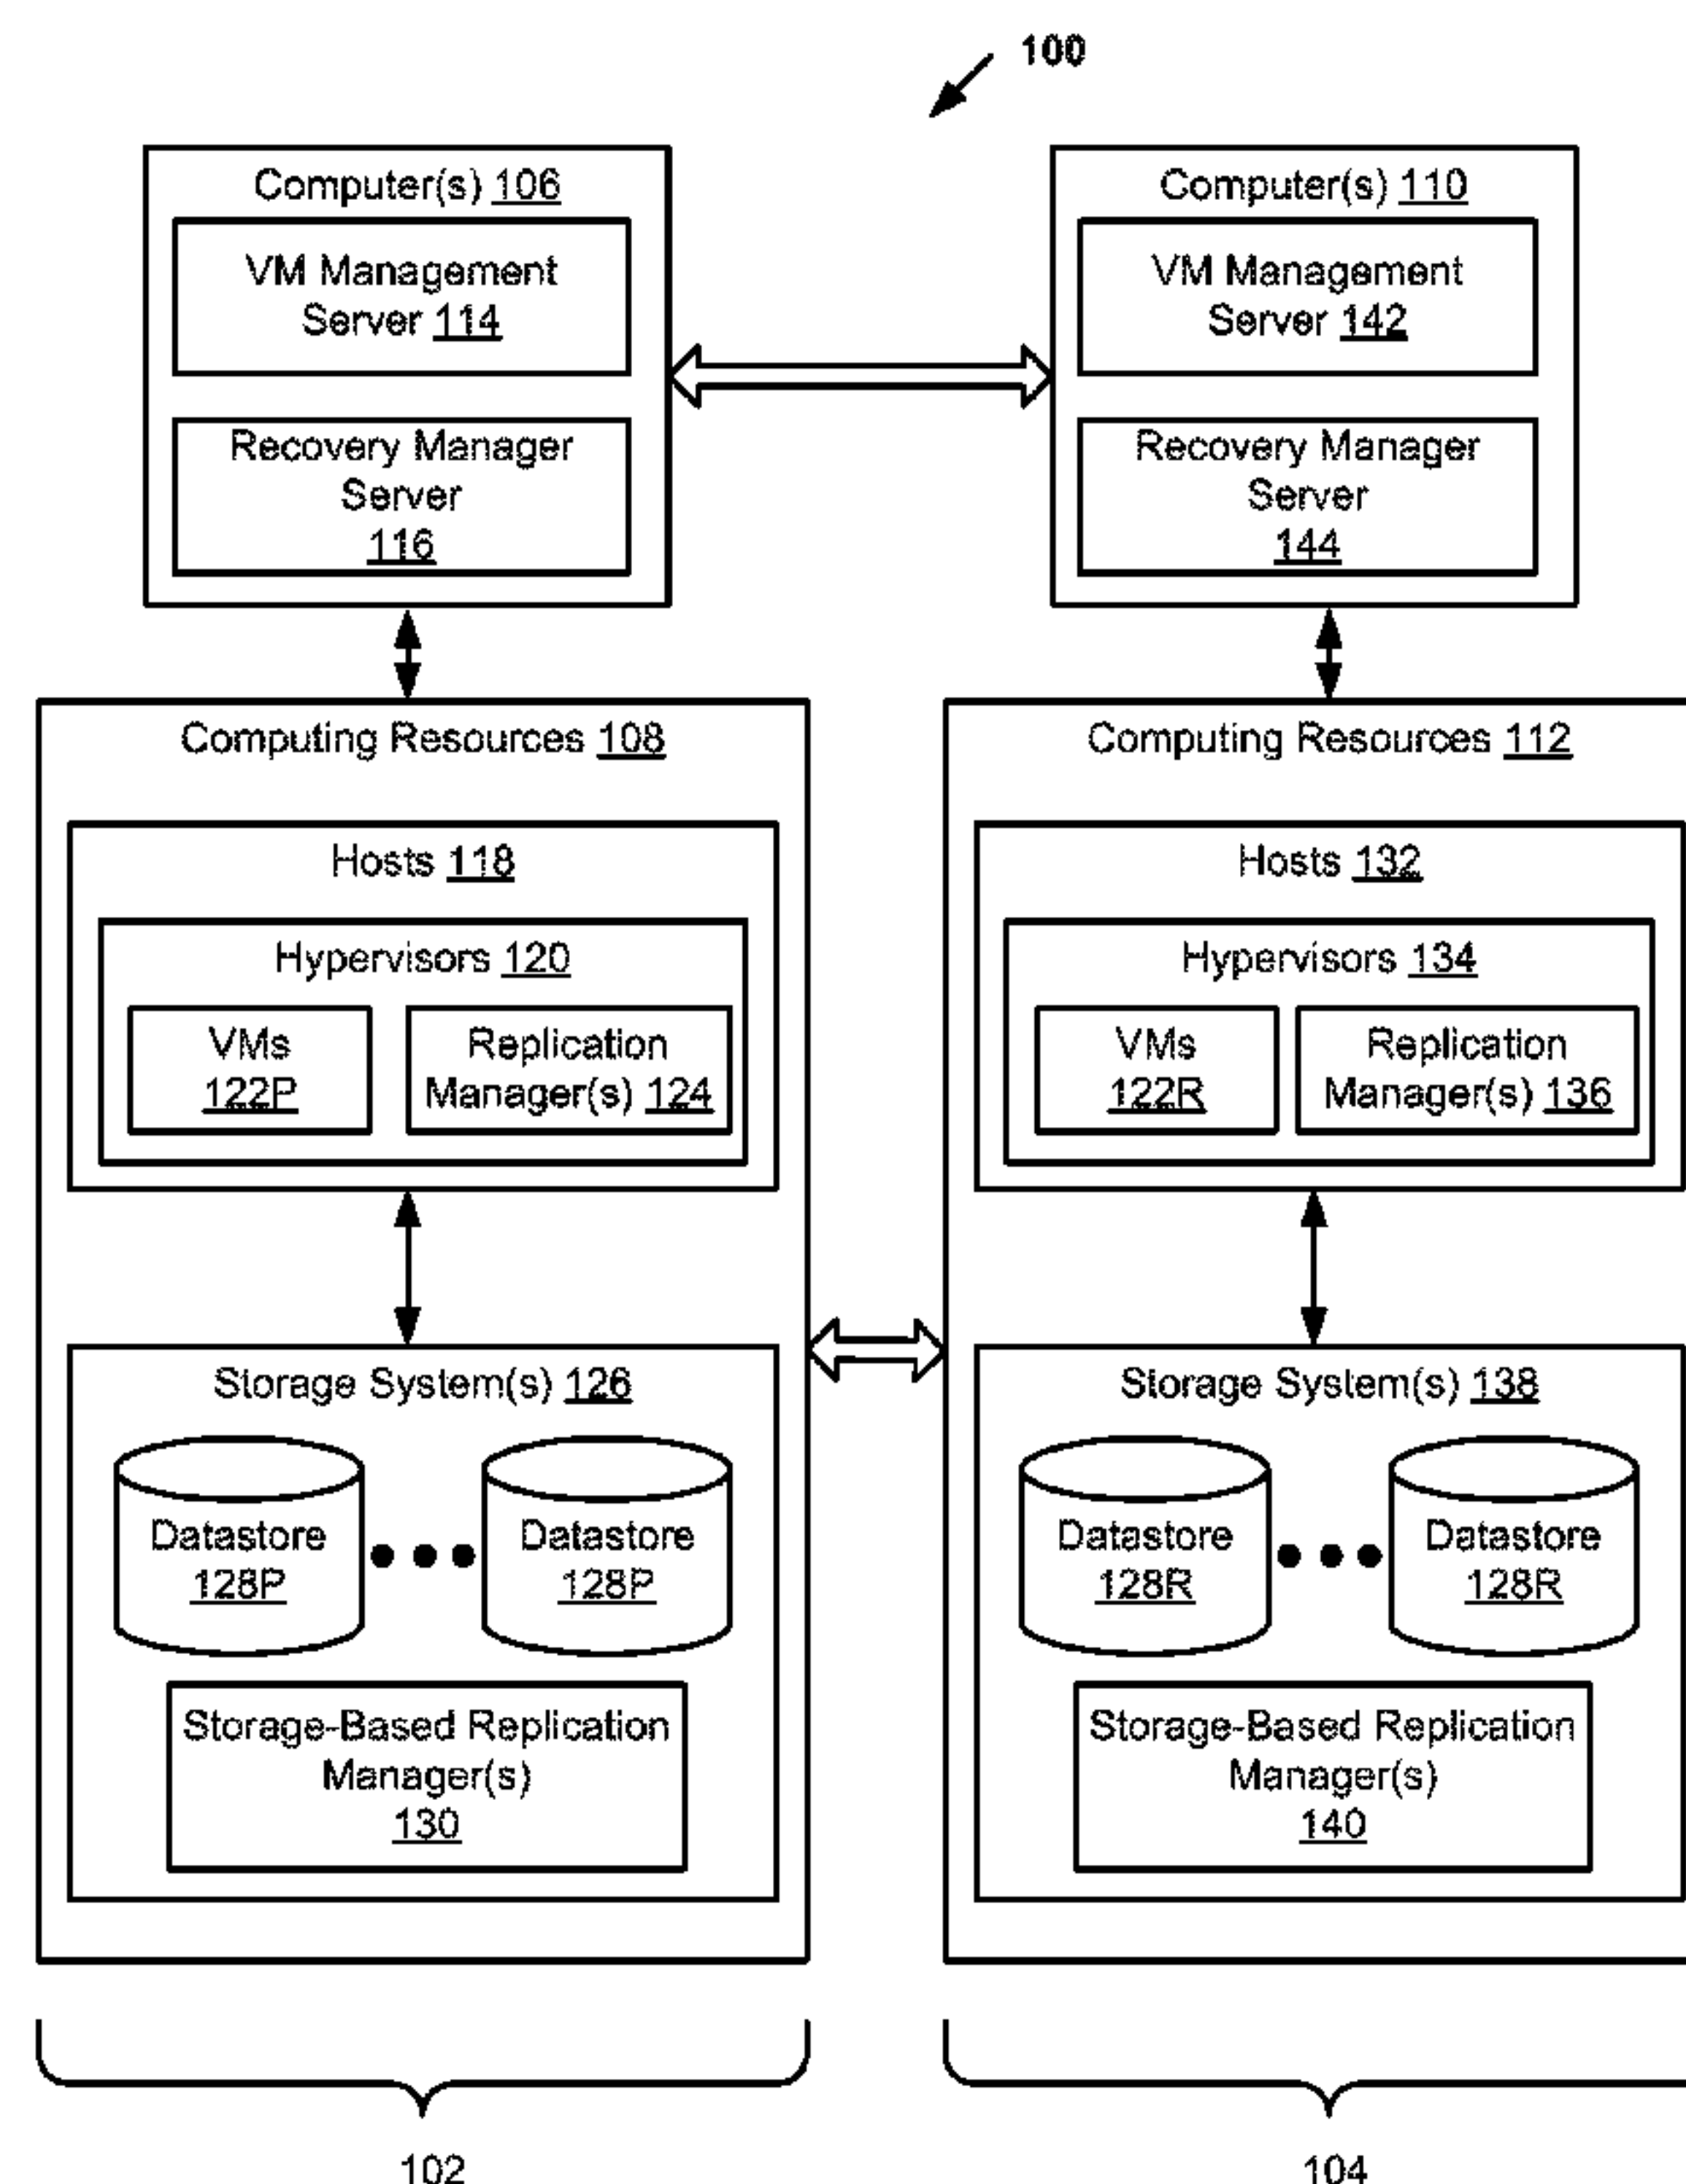 100
Computer(s) 106
VM Management
Server 114
Recovery Manager
Server
116
Computer(s) 110
VM Management
Server 142
Recovery Manager
Server
144
Computing Resources 108
Hosts 118
Hypervisors 120
VMs
122P
Replication
Manager(s) 124
Storage System(s) 126
Datastore
128P
Datastore
128P
Storage-Based Replication
Manager(s)
130
Computing Resources 112
Hosts 132
Hypervisors 134
VMs
122R
Replication
Manager(s) 136
Storage System(s) 138
Datastore
128R
Datastore
128R
Storage-Based Replication
Manager(s)
140
102
104